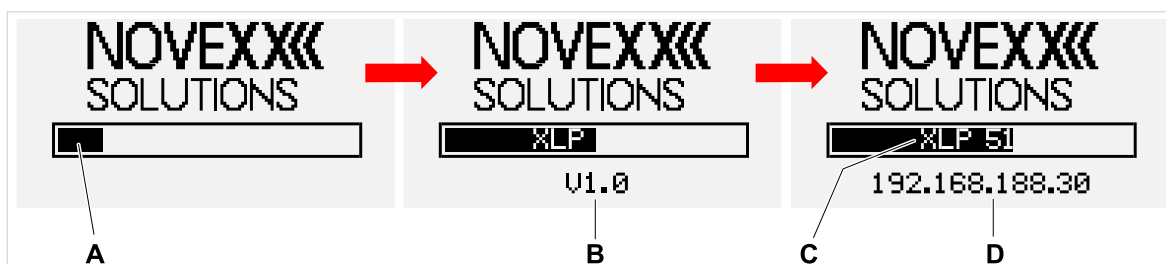 NOVEXX
SOLUTIONS
NOVEXX
SOLUTIONS
XLP
V1.0
NOVEXX
SOLUTIONS
XLP 51
192.168.188.30
A
B
C
D